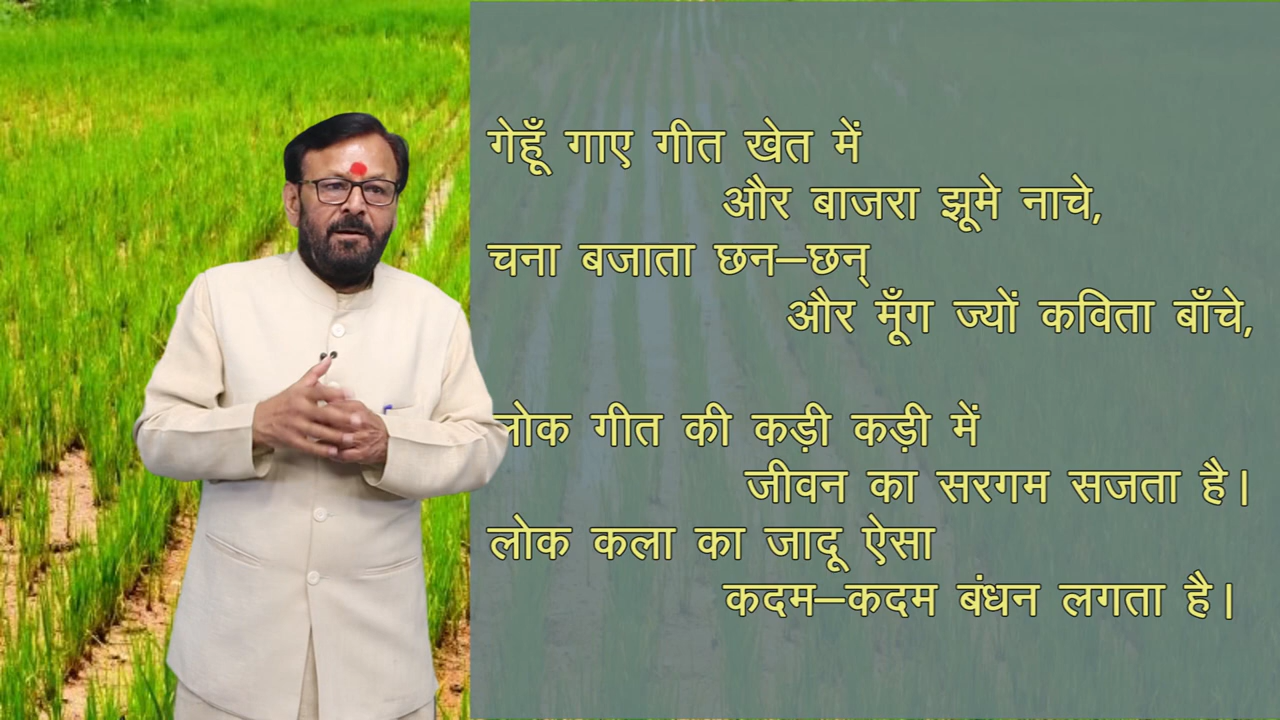 गेहूँ गाए गीत खेत में
और बाजरा झूमे नाचे,
चना बजाता छन–छन्
और मूँग ज्यों कविता बाँचे,
लोक गीत की कड़ी कड़ी में
जीवन का सरगम सजता है।
लोक कला का जादू ऐसा
कदम–कदम बंधन लगता है।